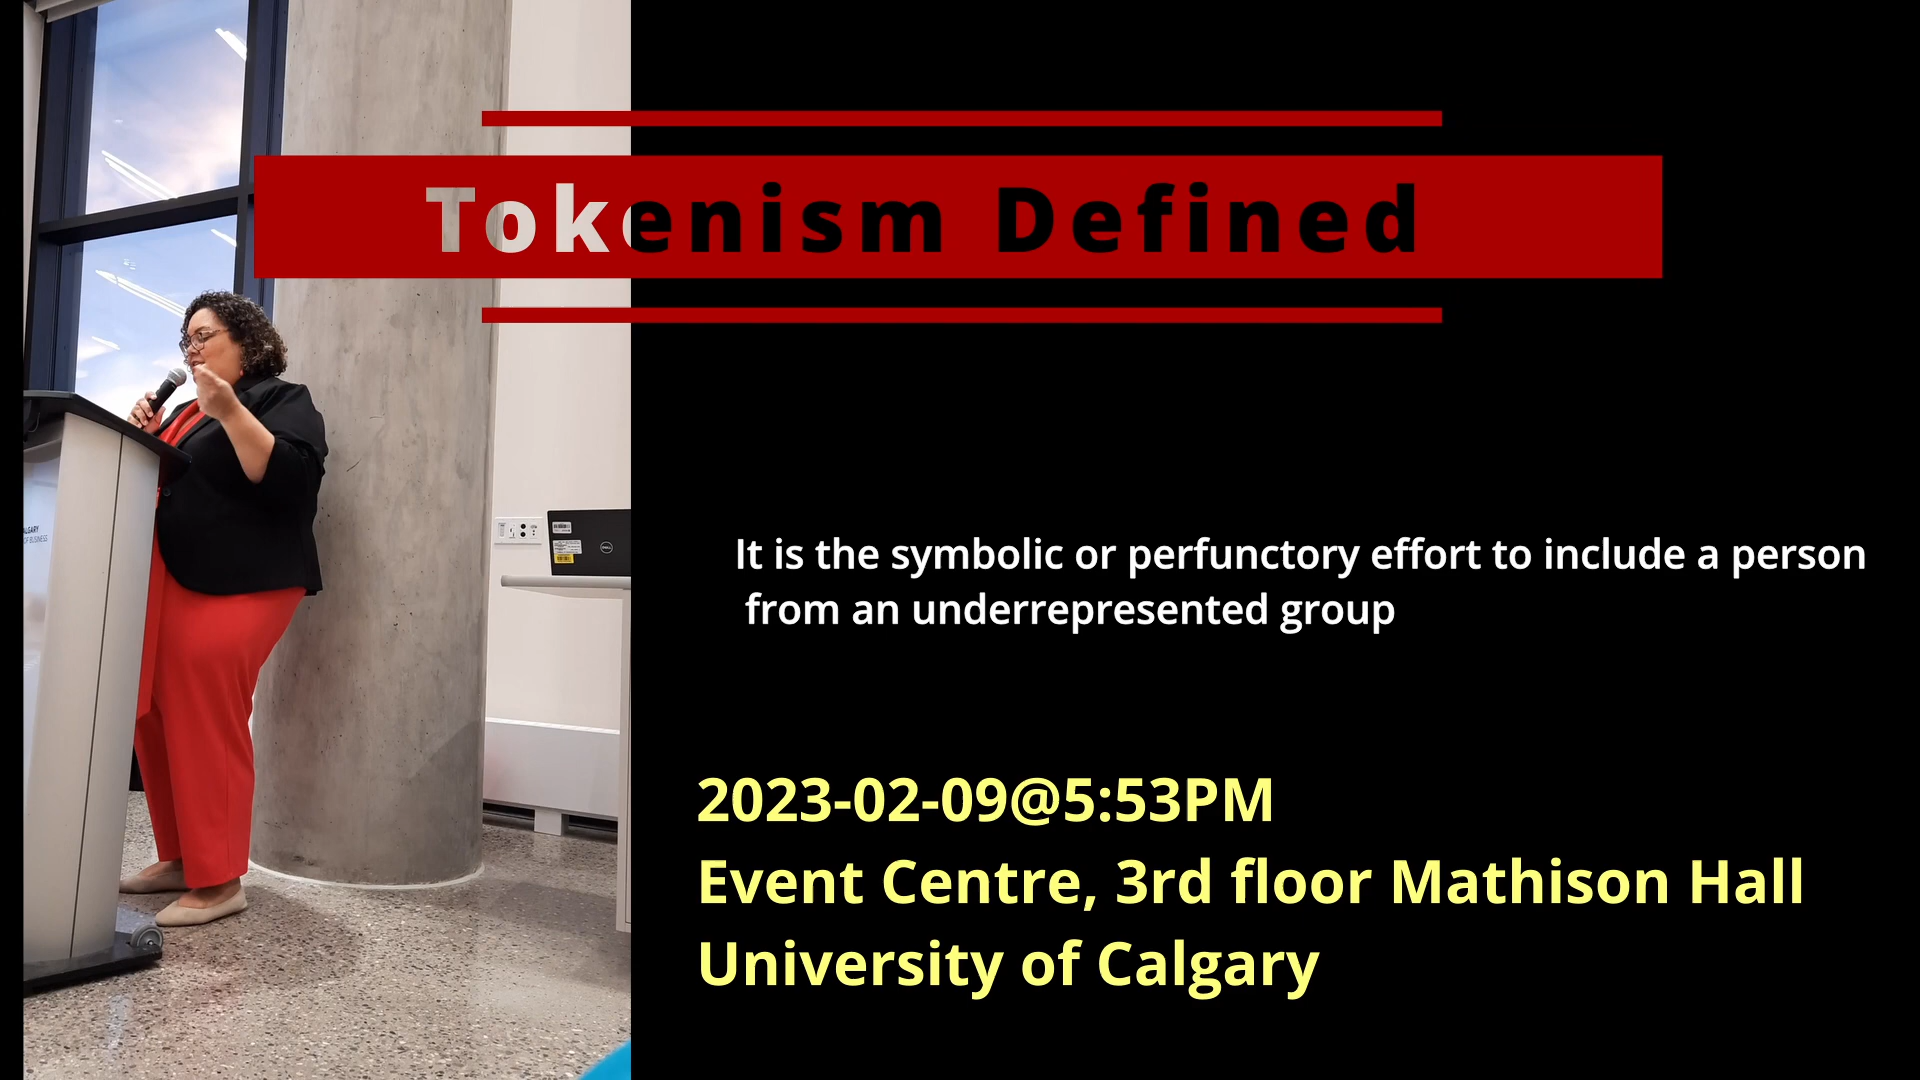 Tokenism Defined
It is the symbolic or perfunctory effort to include a person
from an underrepresented group
2023-02-09@5:53PM
Event Centre, 3rd floor Mathison Hall
University of Calgary